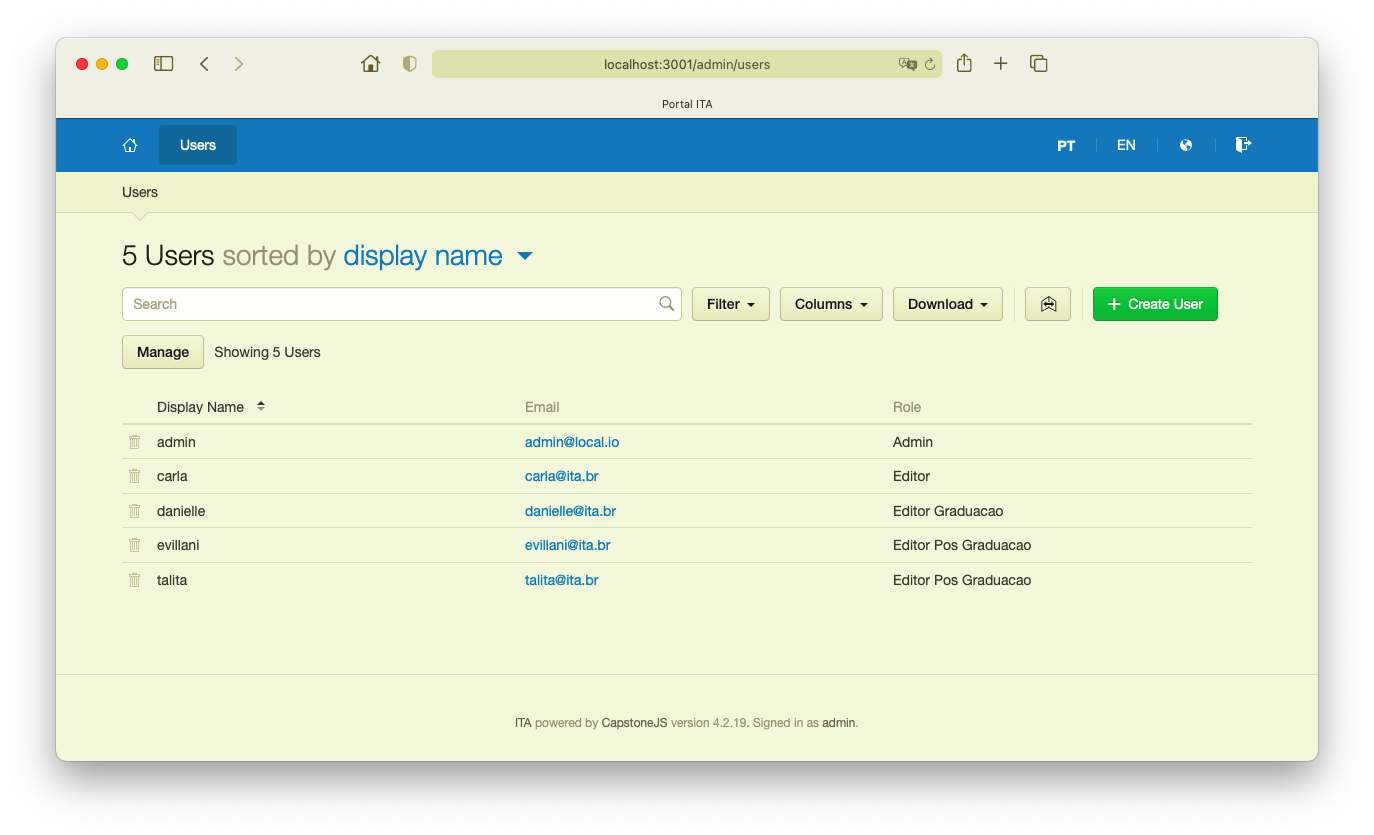 localhost:3001/admin/users
Portal ITA
Users PT EN
Users
5 Users sorted by display name
Search Filter Columns Download + Create User
Manage Showing 5 Users
Display Name Email Role
admin admin@local.io Admin
carla carla@ita.br Editor
danielle danielle@ita.br Editor Graduacao
evillani evillani@ita.br Editor Pos Graduacao
talita talita@ita.br Editor Pos Graduacao
ITA powered by CapstoneJS version 4.2.19. Signed in as admin.